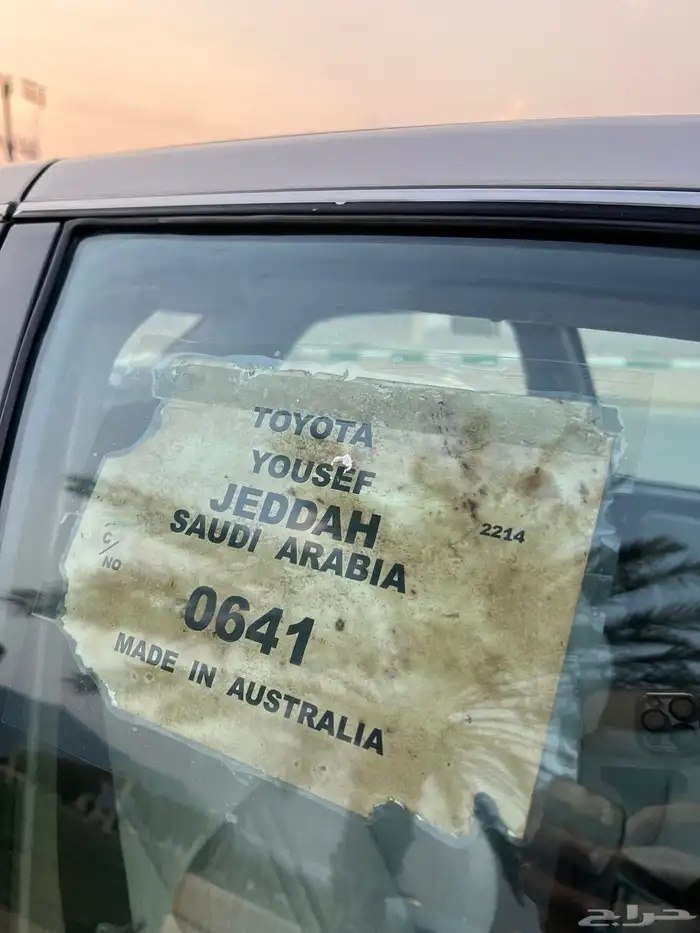 TOYOTA
YOUSEF
JEDDAH
SAUDI ARABIA
2214
C/NO
0641
MADE IN AUSTRALIA
حراج